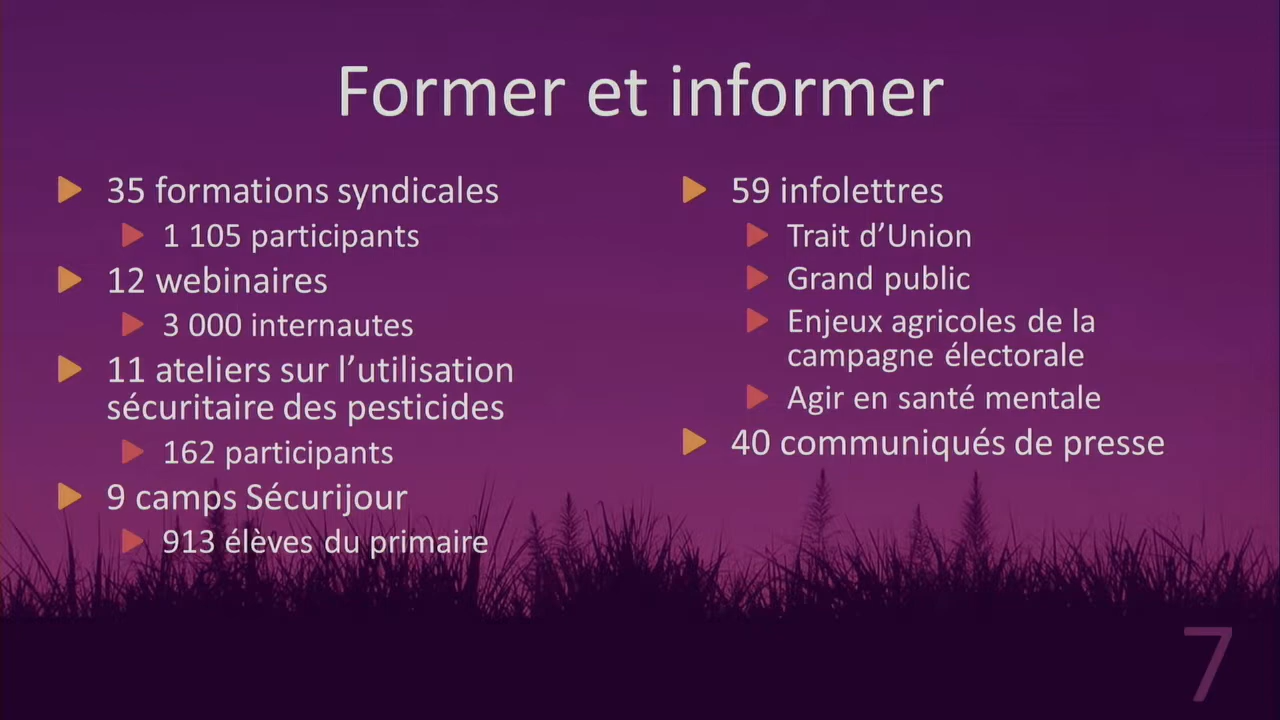 Former et informer
35 formations syndicales
1 105 participants
12 webinaires
3 000 internautes
11 ateliers sur l’utilisation
sécuritaire des pesticides
162 participants
9 camps Sécurijour
913 élèves du primaire
59 infolettres
Trait d’Union
Grand public
Enjeux agricoles de la
campagne électorale
Agir en santé mentale
40 communiqués de presse
7